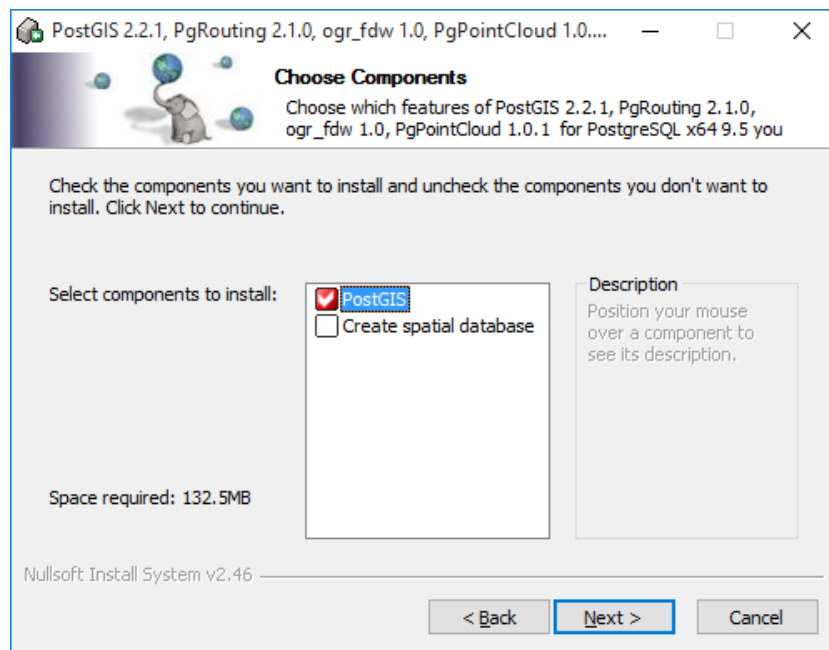 PostGIS 2.2.1, PgRouting 2.1.0, ogr_fdw 1.0, PgPointCloud 1.0....
Choose Components
Choose which features of PostGIS 2.2.1, PgRouting 2.1.0,
ogr_fdw 1.0, PgPointCloud 1.0.1 for PostgreSQL x64 9.5 you
Check the components you want to install and uncheck the components you don't want to
install. Click Next to continue.
Select components to install:
PostGIS
Create spatial database
Description
Position your mouse
over a component to
see its description.
Space required: 132.5MB
Nullsoft Install System v2.46
< Back
Next >
Cancel